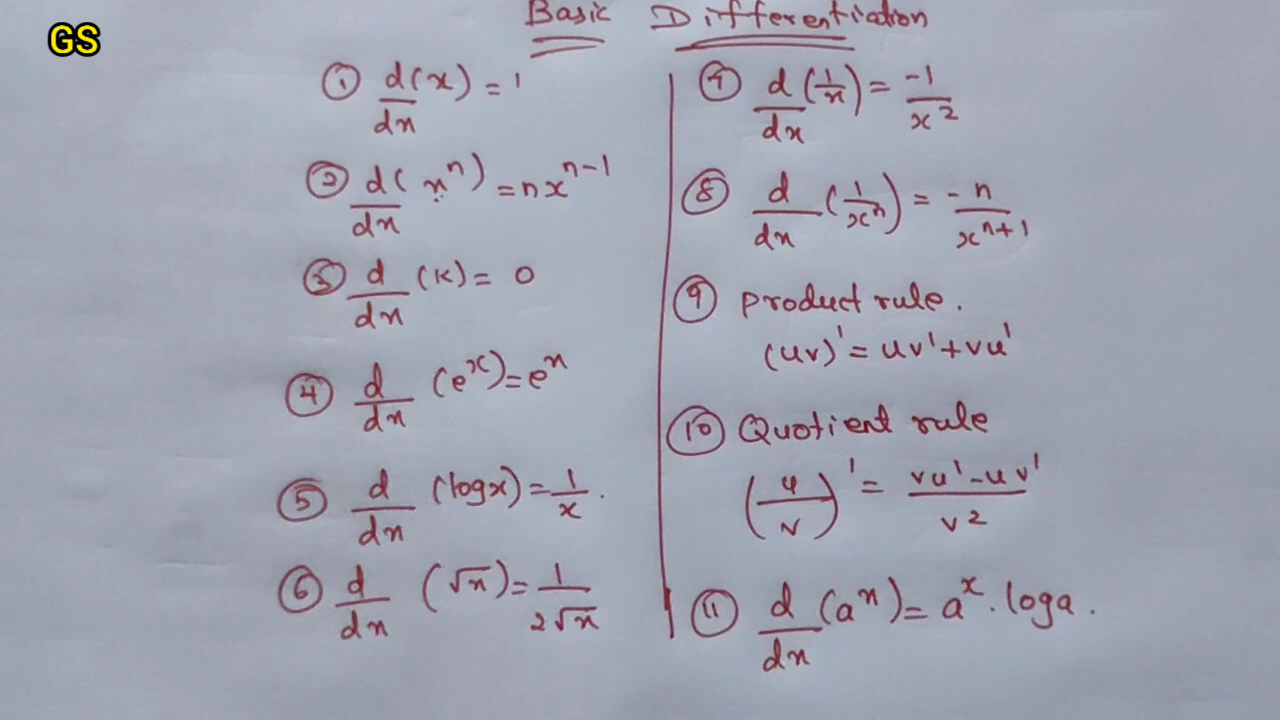 GS
Basic Differentiation
① d(x)/dx = 1
② d(xⁿ)/dx = nxⁿ⁻¹
③ d/dx (K) = 0
④ d/dx (eˣ) = eˣ
⑤ d/dx (logx) = 1/x .
⑥ d/dx (√x) = 1/2√x
⑦ d/dx (1/x) = -1/x²
⑧ d/dx (1/xⁿ) = -n/xⁿ⁺¹
⑨ product rule.
(uv)' = uv' + vu'
⑩ Quotient rule
(u/v)' = vu' - uv'/v²
⑪ d/dx (aˣ) = aˣ . loga .